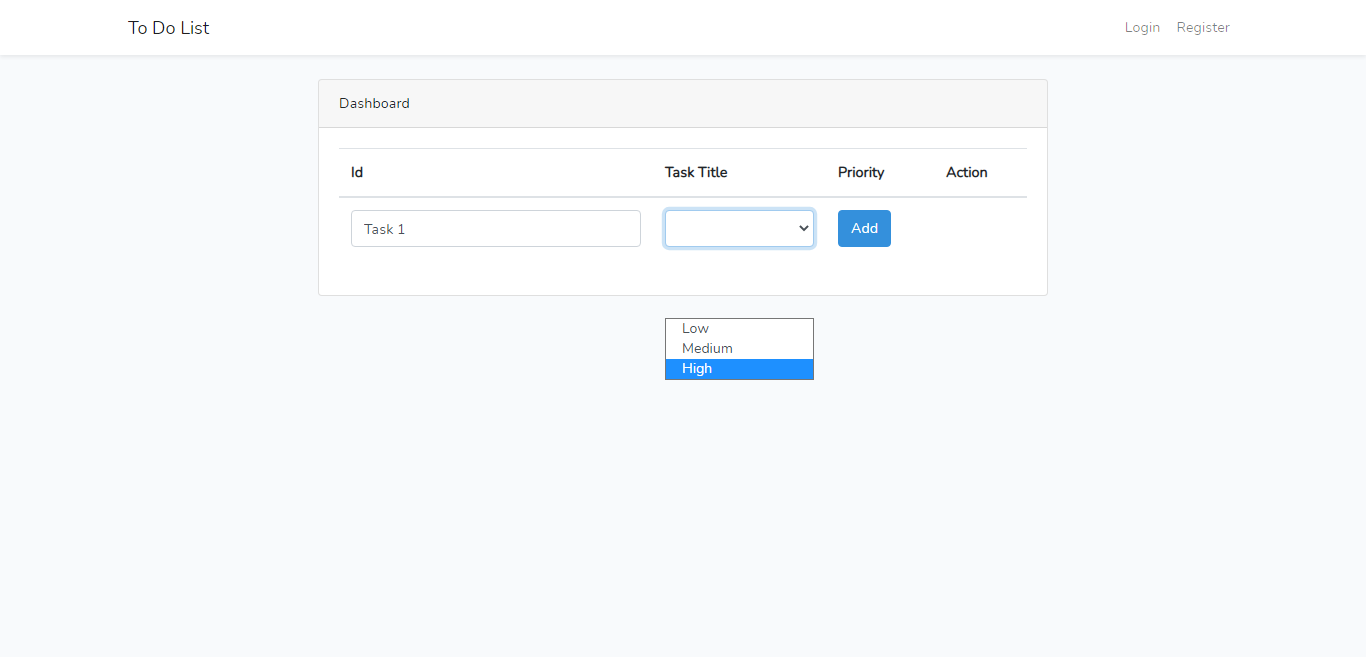 To Do List Login Register
Dashboard
Id Task Title Priority Action
Task 1 Add
Low
Medium
High